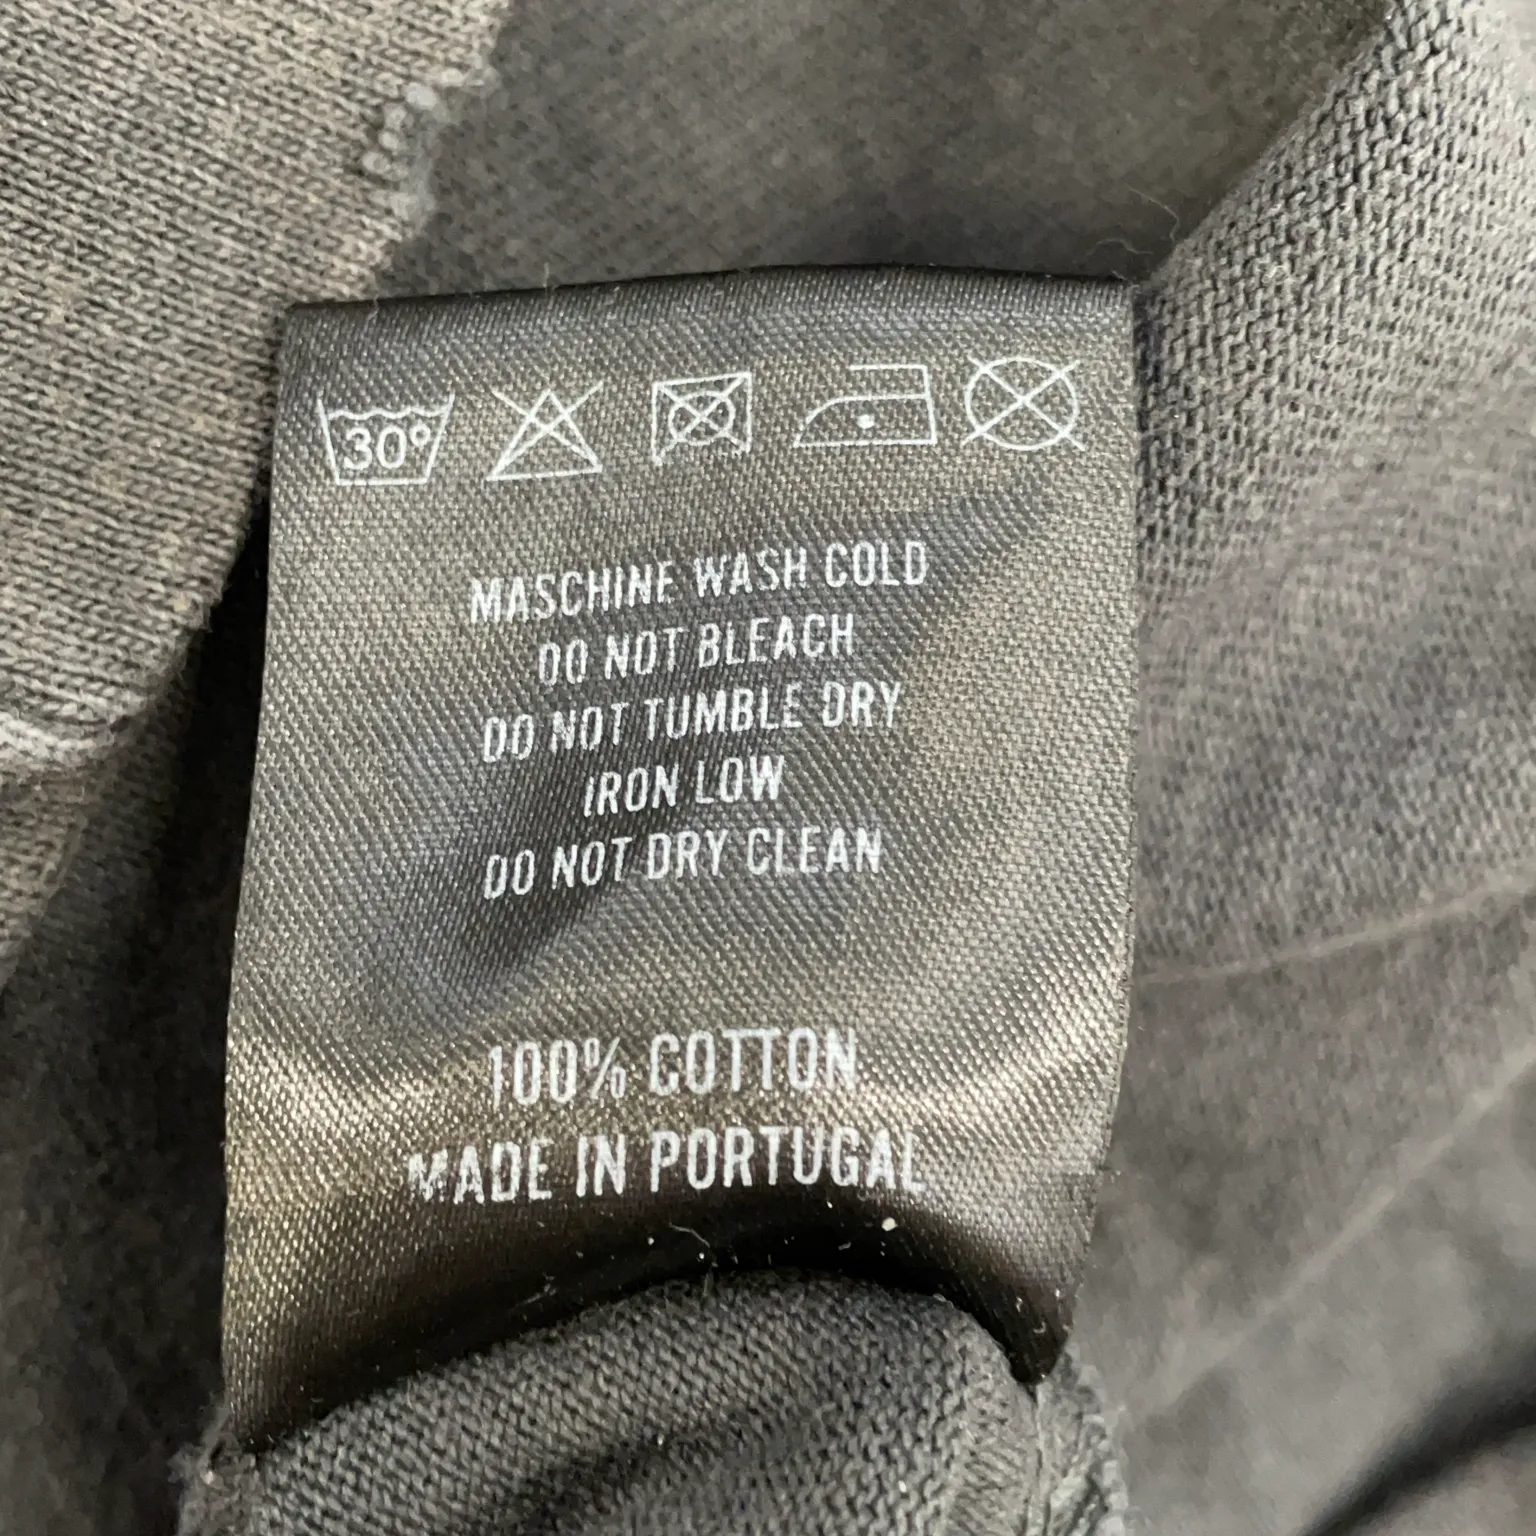 30°
MASCHINE WASH COLD
DO NOT BLEACH
DO NOT TUMBLE DRY
IRON LOW
DO NOT DRY CLEAN
100% COTTON
MADE IN PORTUGAL